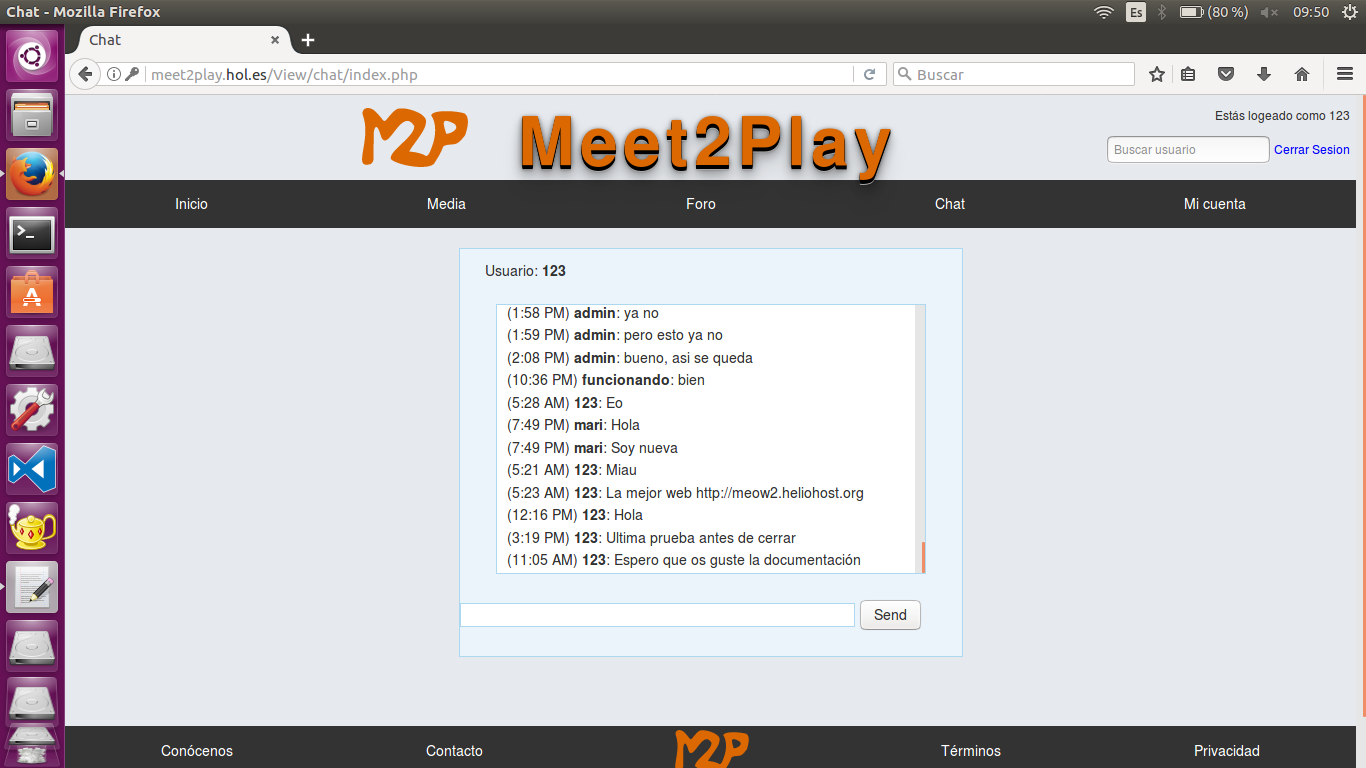 Chat - Mozilla Firefox
Es (80 %) 09:50
Chat
meet2play.hol.es/View/chat/index.php
Buscar
M2P Meet2Play
Estás logeado como 123
Buscar usuario Cerrar Sesion
Inicio Media Foro Chat Mi cuenta
Usuario: 123
(1:58 PM) admin: ya no
(1:59 PM) admin: pero esto ya no
(2:08 PM) admin: bueno, asi se queda
(10:36 PM) funcionando: bien
(5:28 AM) 123: Eo
(7:49 PM) mari: Hola
(7:49 PM) mari: Soy nueva
(5:21 AM) 123: Miau
(5:23 AM) 123: La mejor web http://meow2.heliohost.org
(12:16 PM) 123: Hola
(3:19 PM) 123: Ultima prueba antes de cerrar
(11:05 AM) 123: Espero que os guste la documentación
Send
Conócenos Contacto M2P Términos Privacidad